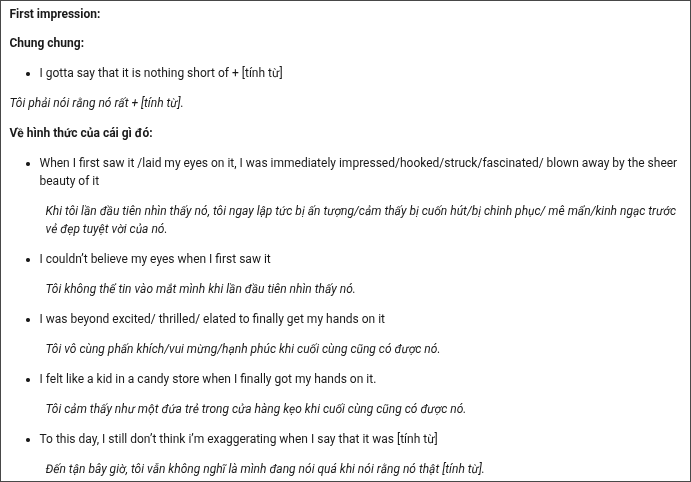 First impression:
Chung chung:
• I gotta say that it is nothing short of + [tính từ]
Tôi phải nói rằng nó rất + [tính từ].
Về hình thức của cái gì đó:
• When I first saw it /laid my eyes on it, I was immediately impressed/hooked/struck/fascinated/ blown away by the sheer
beauty of it
Khi tôi lần đầu tiên nhìn thấy nó, tôi ngay lập tức bị ấn tượng/cảm thấy bị cuốn hút/bị chinh phục/ mê mẩn/kinh ngạc trước
vẻ đẹp tuyệt vời của nó.
• I couldn’t believe my eyes when I first saw it
Tôi không thể tin vào mắt mình khi lần đầu tiên nhìn thấy nó.
• I was beyond excited/ thrilled/ elated to finally get my hands on it
Tôi vô cùng phấn khích/vui mừng/hạnh phúc khi cuối cùng cũng có được nó.
• I felt like a kid in a candy store when I finally got my hands on it.
Tôi cảm thấy như một đứa trẻ trong cửa hàng kẹo khi cuối cùng cũng có được nó.
• To this day, I still don’t think i’m exaggerating when I say that it was [tính từ]
Đến tận bây giờ, tôi vẫn không nghĩ là mình đang nói quá khi nói rằng nó thật [tính từ].